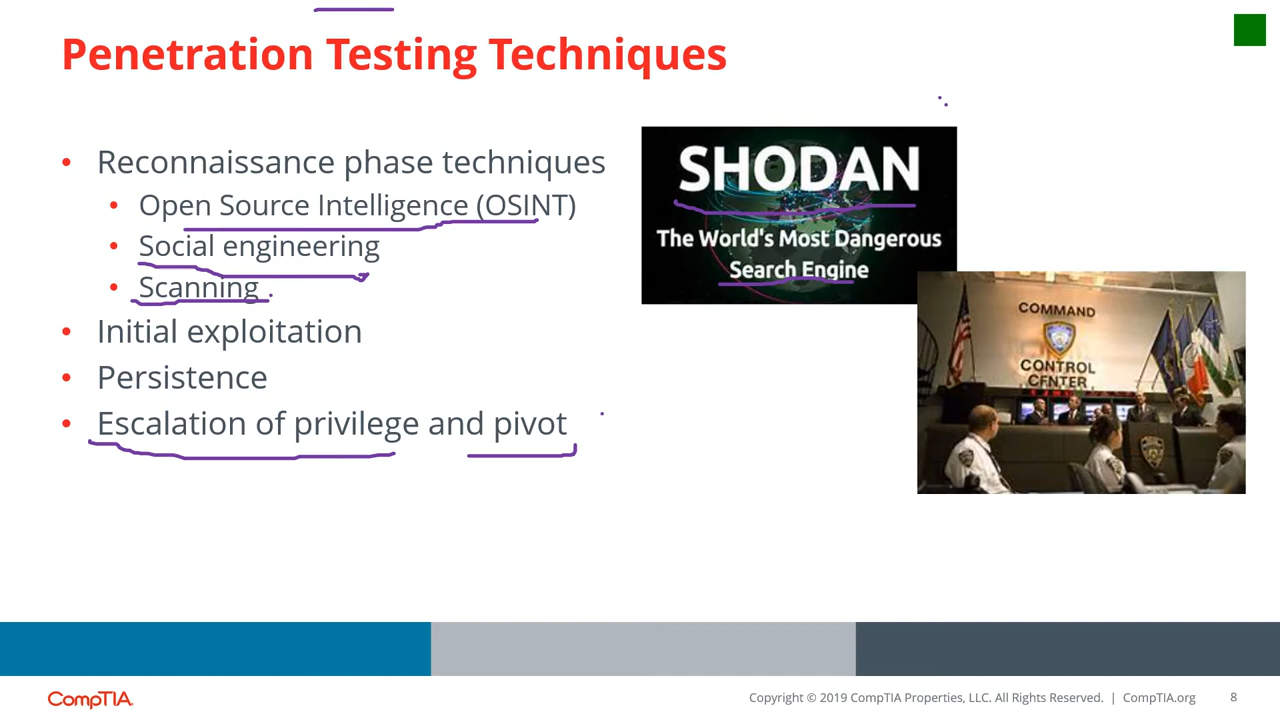 Penetration Testing Techniques
• Reconnaissance phase techniques
• Open Source Intelligence (OSINT)
• Social engineering
• Scanning
• Initial exploitation
• Persistence
• Escalation of privilege and pivot
SHODAN
The World's Most Dangerous
Search Engine
COMMAND
CONTROL
CENTER
CompTIA.
Copyright © 2019 CompTIA Properties, LLC. All Rights Reserved. | CompTIA.org
8